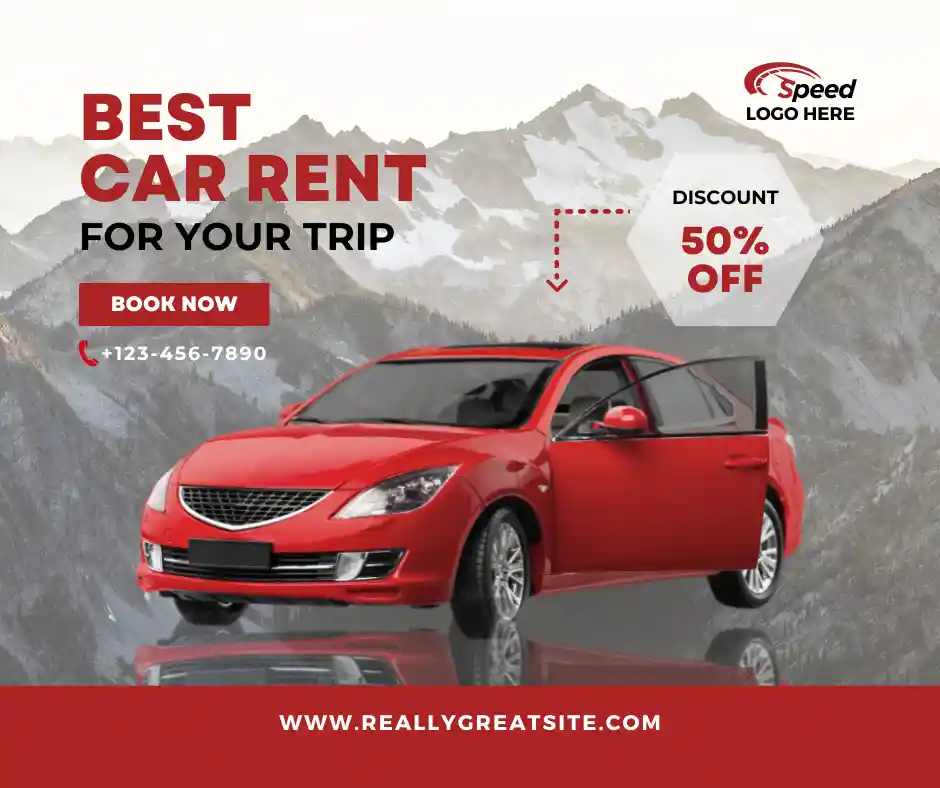 BEST
CAR RENT
FOR YOUR TRIP
BOOK NOW
+123-456-7890
Speed
LOGO HERE
DISCOUNT
50%
OFF
WWW.REALLYGREATSITE.COM